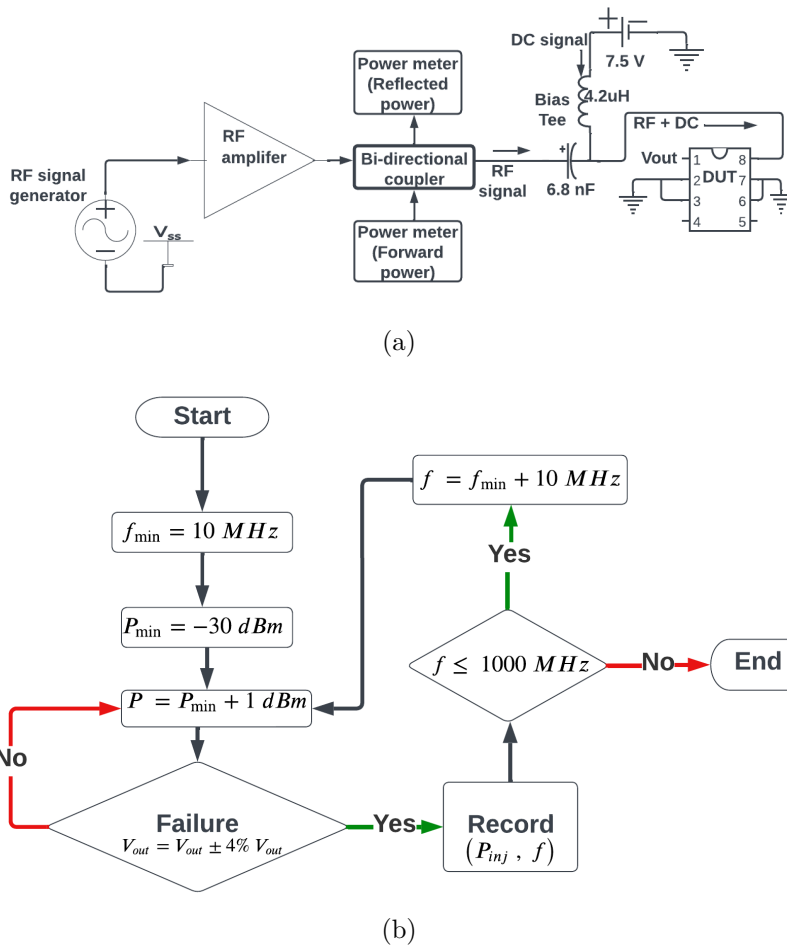 DC signal
+
−
7.5 V
Power meter
(Reflected
power)
Bias
Tee
4.2uH
RF
amplifer
RF + DC
Bi-directional
coupler
RF
signal
+
6.8 nF
Vout
1
8
2
DUT
7
3
6
4
5
RF signal
generator
+
−
Vss
Power meter
(Forward
power)
(a)
Start
f = fmin + 10 MHz
fmin = 10 MHz
Yes
Pmin = −30 dBm
f ≤ 1000 MHz
No
End
P = Pmin + 1 dBm
No
Failure
Vout = Vout ± 4% Vout
Yes
Record
(Pinj , f)
(b)